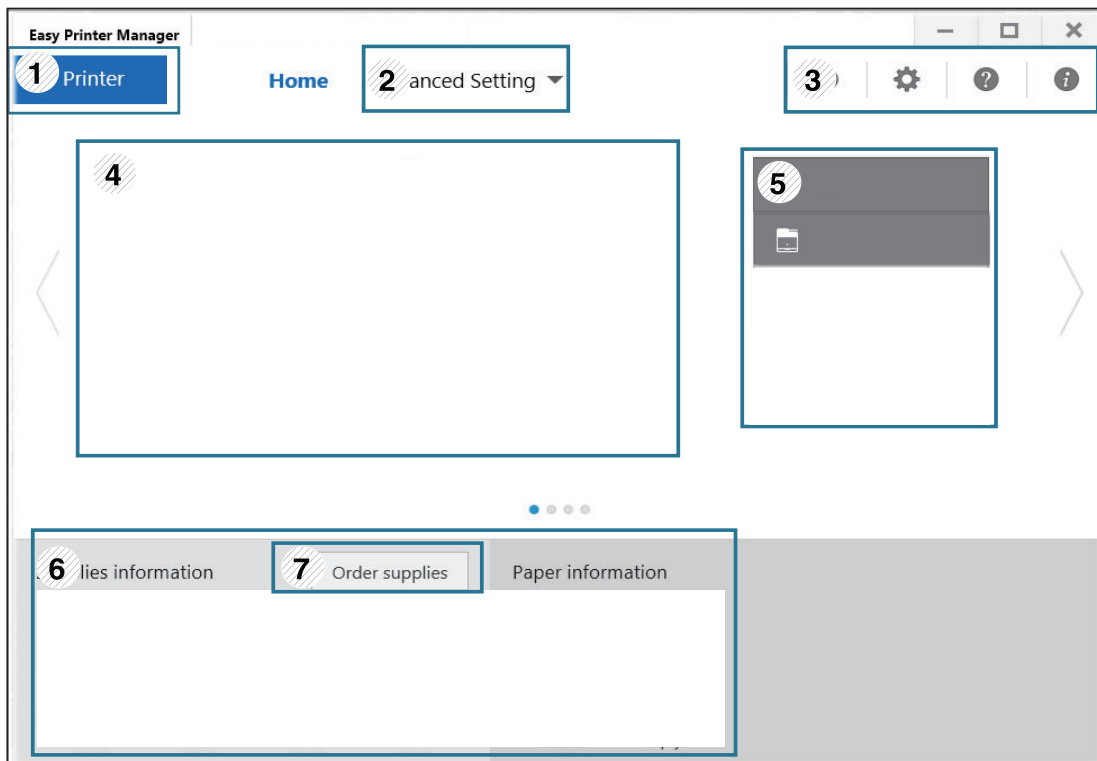 Easy Printer Manager
1 Printer
Home
2 anced Setting
3
?
i
4
5
6 lies information
7 Order supplies
Paper information